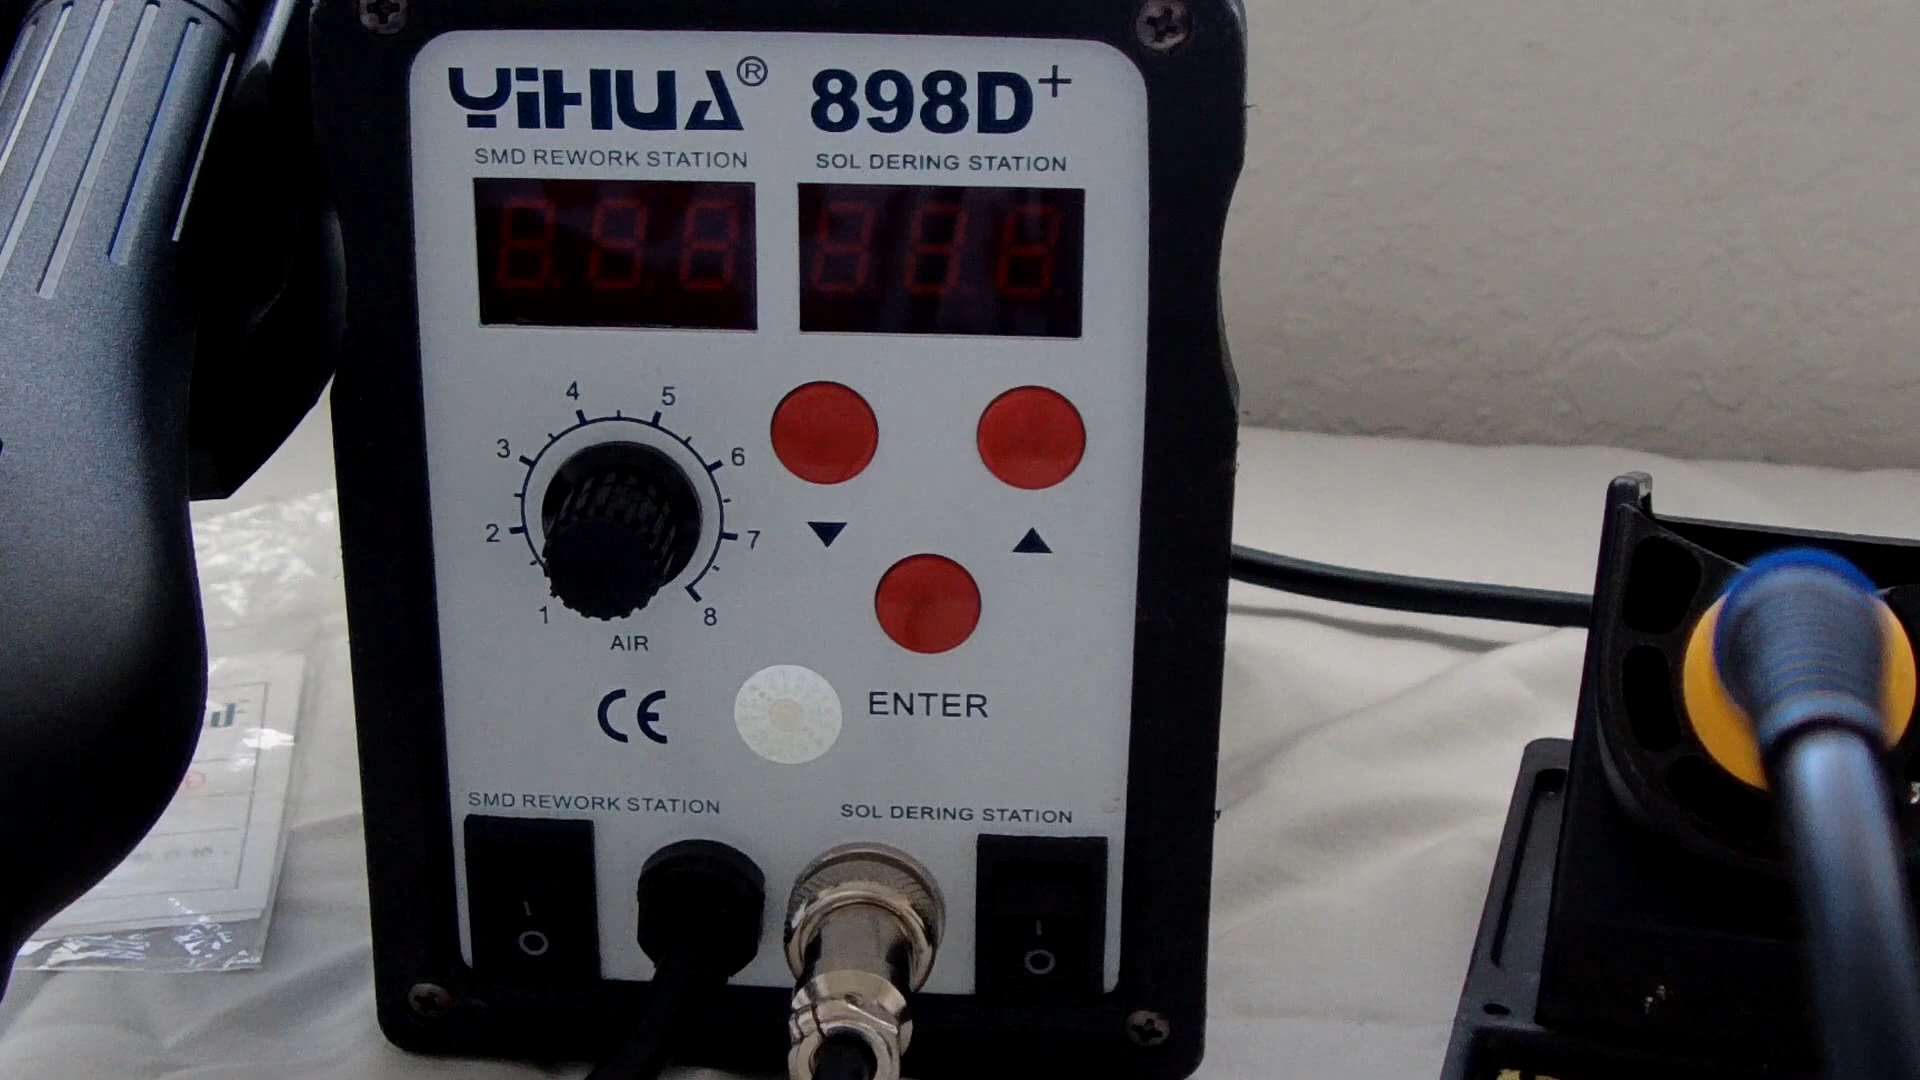 YiHUA® 898D+
SMD REWORK STATION SOL DERING STATION
4 5
3 6
2 7
1 8
AIR
CE ENTER
SMD REWORK STATION SOL DERING STATION